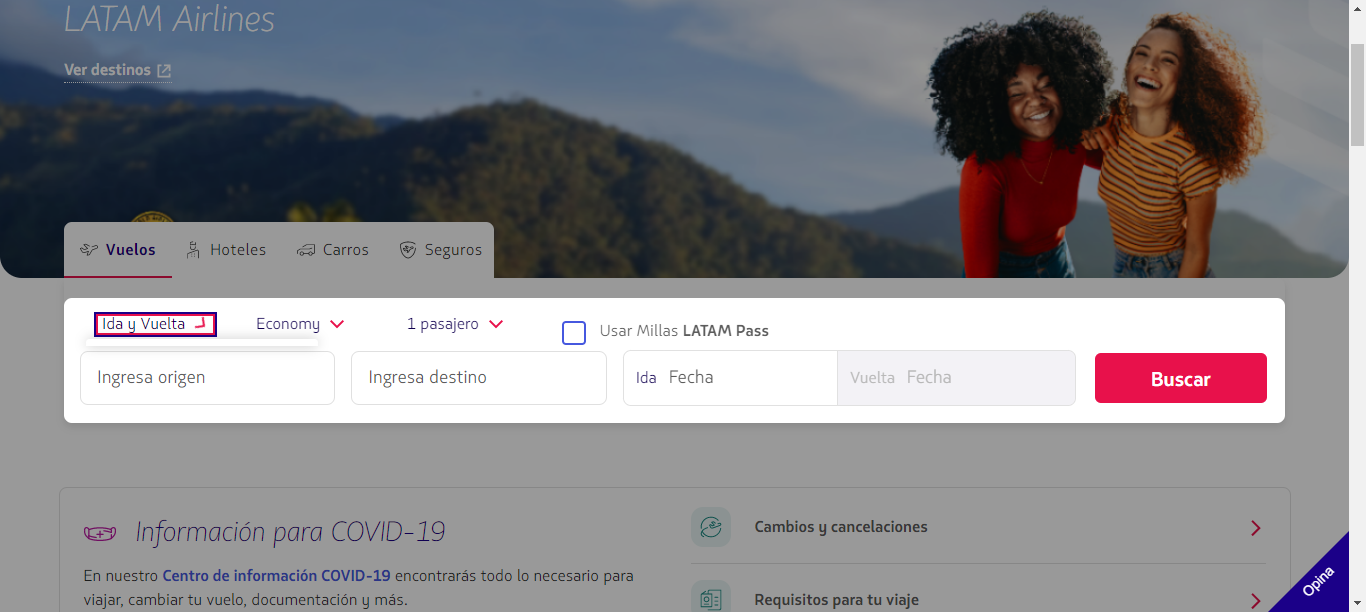 LATAM Airlines
Ver destinos
Vuelos Hoteles Carros Seguros
Ida y Vuelta Economy 1 pasajero Usar Millas LATAM Pass
Ingresa origen Ingresa destino Ida Fecha Vuelta Fecha Buscar
Información para COVID-19
En nuestro Centro de información COVID-19 encontrarás todo lo necesario para
viajar, cambiar tu vuelo, documentación y más.
Cambios y cancelaciones
Requisitos para tu viaje
Opina